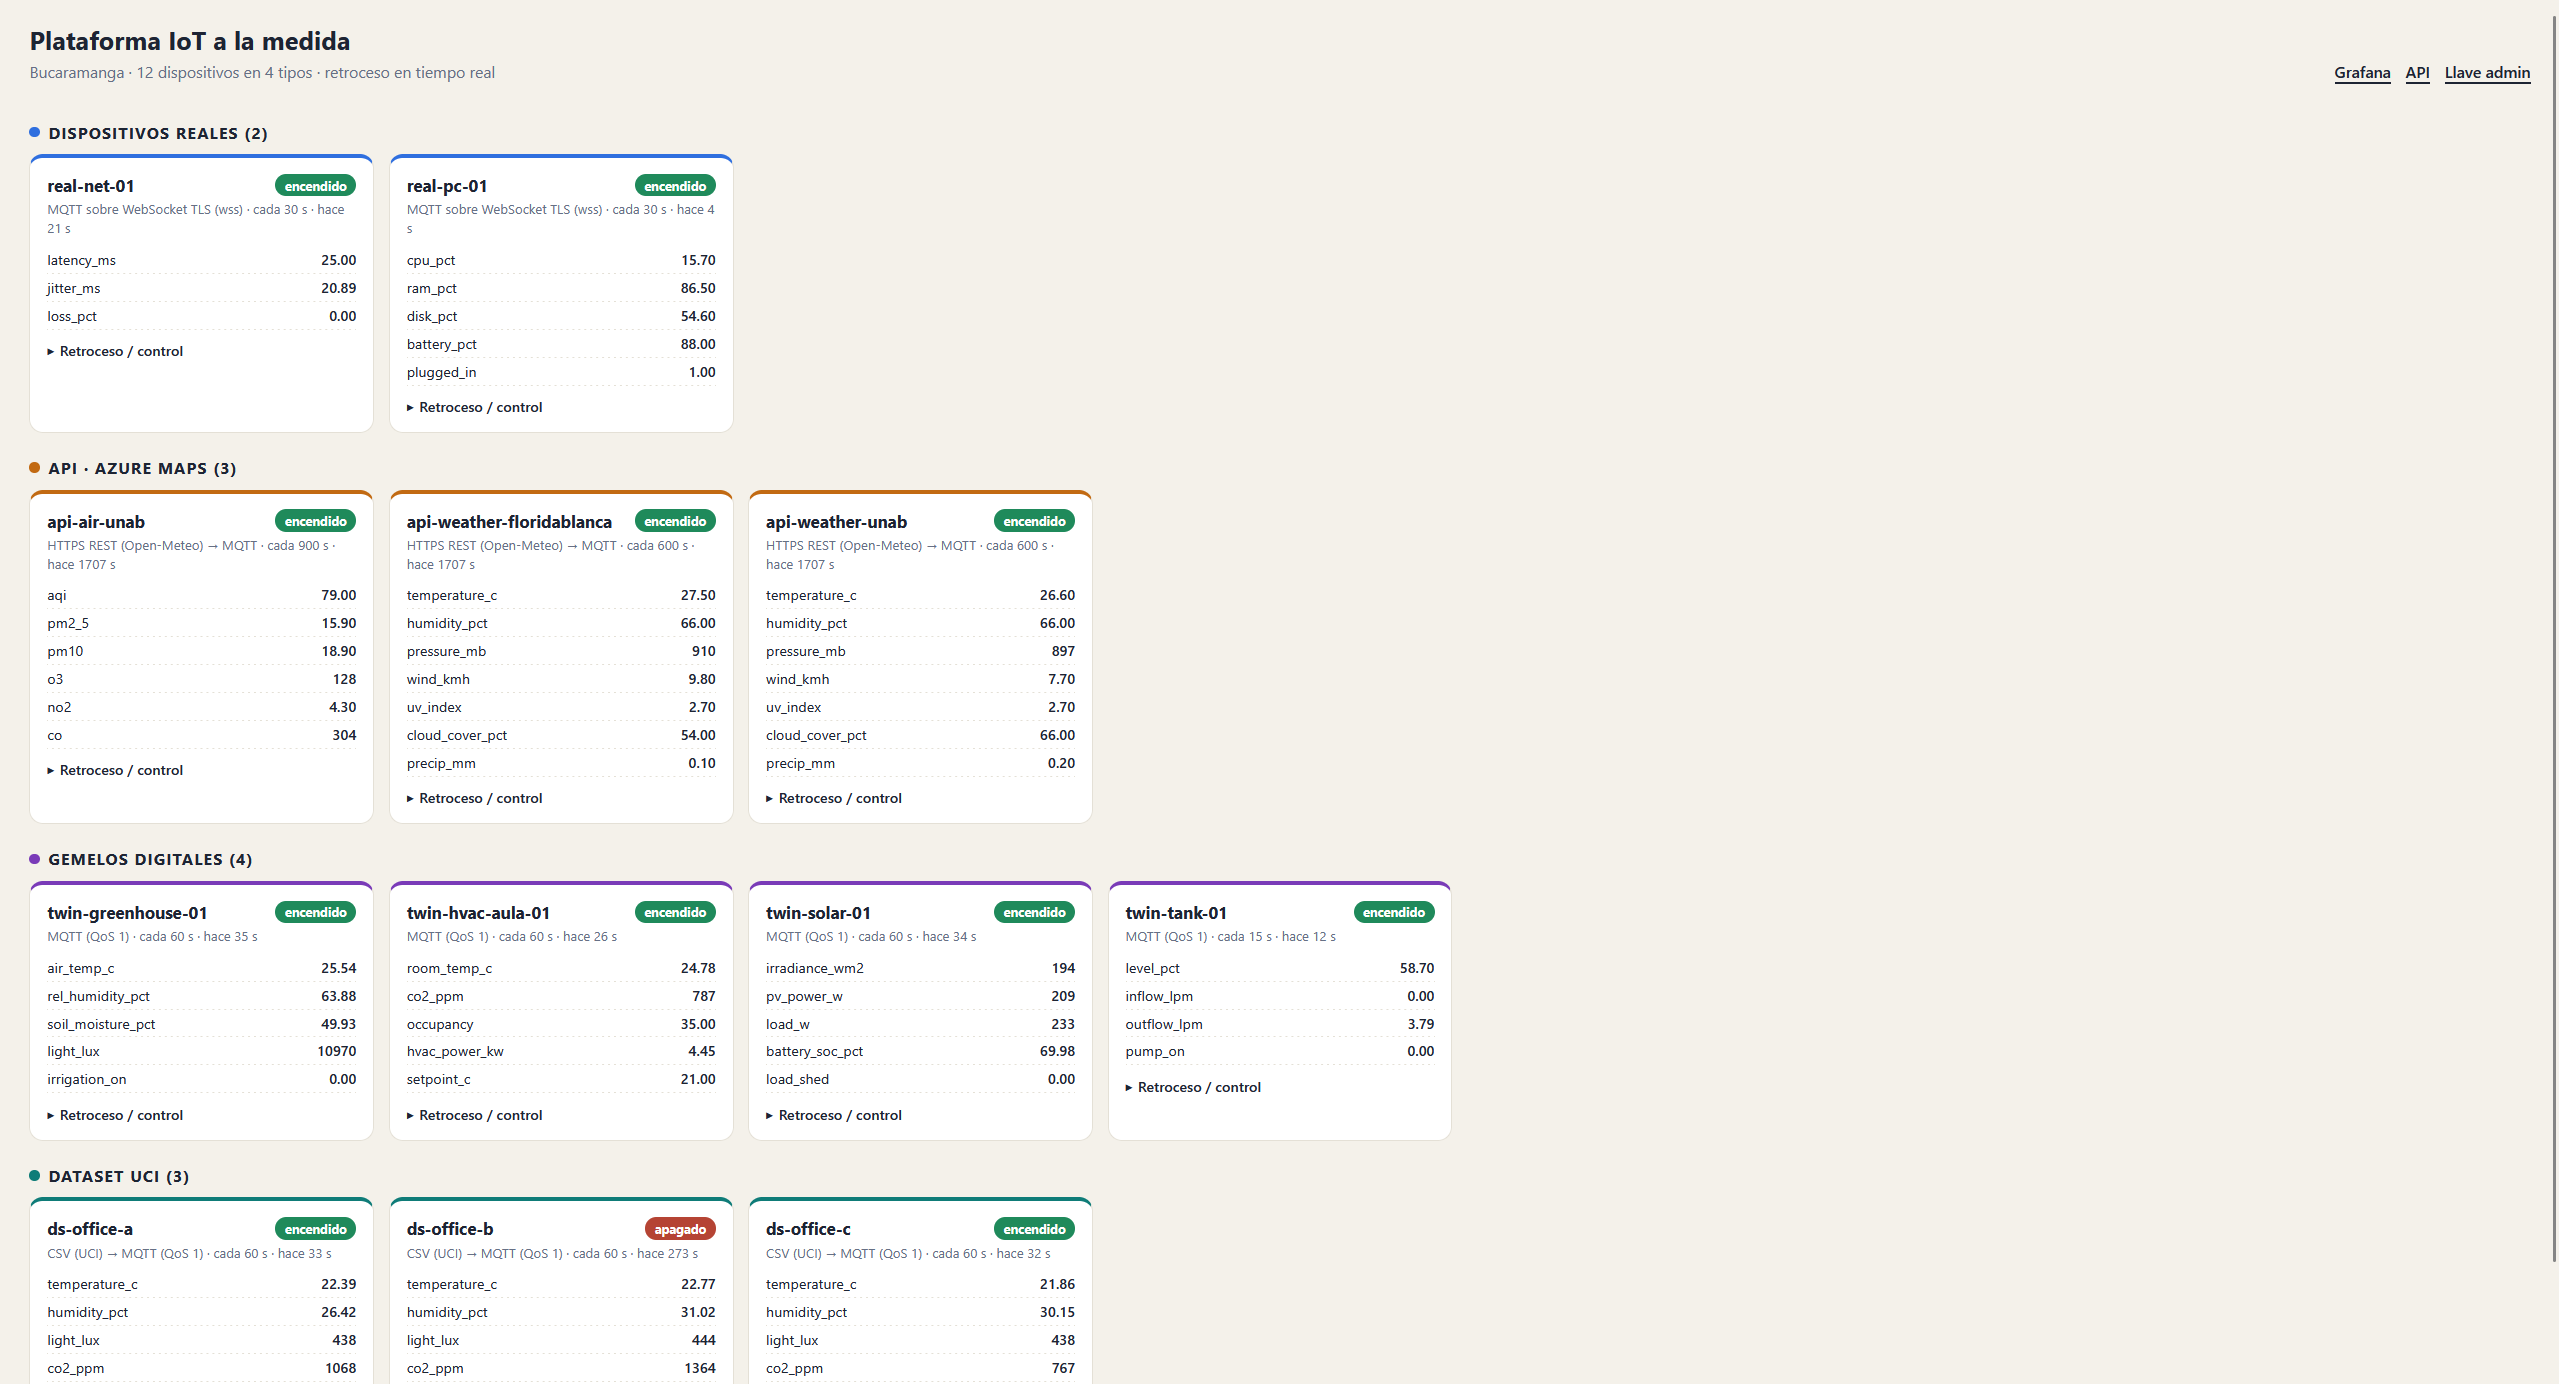 Plataforma IoT a la medida
Bucaramanga · 12 dispositivos en 4 tipos · retroceso en tiempo real
Grafana API Llave admin
DISPOSITIVOS REALES (2)
real-net-01 encendido
MQTT sobre WebSocket TLS (wss) · cada 30 s · hace
21 s
latency_ms 25.00
jitter_ms 20.89
loss_pct 0.00
▸ Retroceso / control
real-pc-01 encendido
MQTT sobre WebSocket TLS (wss) · cada 30 s · hace 4
s
cpu_pct 15.70
ram_pct 86.50
disk_pct 54.60
battery_pct 88.00
plugged_in 1.00
▸ Retroceso / control
API · AZURE MAPS (3)
api-air-unab encendido
HTTPS REST (Open-Meteo) → MQTT · cada 900 s ·
hace 1707 s
aqi 79.00
pm2_5 15.90
pm10 18.90
o3 128
no2 4.30
co 304
▸ Retroceso / control
api-weather-floridablanca encendido
HTTPS REST (Open-Meteo) → MQTT · cada 600 s ·
hace 1707 s
temperature_c 27.50
humidity_pct 66.00
pressure_mb 910
wind_kmh 9.80
uv_index 2.70
cloud_cover_pct 54.00
precip_mm 0.10
▸ Retroceso / control
api-weather-unab encendido
HTTPS REST (Open-Meteo) → MQTT · cada 600 s ·
hace 1707 s
temperature_c 26.60
humidity_pct 66.00
pressure_mb 897
wind_kmh 7.70
uv_index 2.70
cloud_cover_pct 66.00
precip_mm 0.20
▸ Retroceso / control
GEMELOS DIGITALES (4)
twin-greenhouse-01 encendido
MQTT (QoS 1) · cada 60 s · hace 35 s
air_temp_c 25.54
rel_humidity_pct 63.88
soil_moisture_pct 49.93
light_lux 10970
irrigation_on 0.00
▸ Retroceso / control
twin-hvac-aula-01 encendido
MQTT (QoS 1) · cada 60 s · hace 26 s
room_temp_c 24.78
co2_ppm 787
occupancy 35.00
hvac_power_kw 4.45
setpoint_c 21.00
▸ Retroceso / control
twin-solar-01 encendido
MQTT (QoS 1) · cada 60 s · hace 34 s
irradiance_wm2 194
pv_power_w 209
load_w 233
battery_soc_pct 69.98
load_shed 0.00
▸ Retroceso / control
twin-tank-01 encendido
MQTT (QoS 1) · cada 15 s · hace 12 s
level_pct 58.70
inflow_lpm 0.00
outflow_lpm 3.79
pump_on 0.00
▸ Retroceso / control
DATASET UCI (3)
ds-office-a encendido
CSV (UCI) → MQTT (QoS 1) · cada 60 s · hace 33 s
temperature_c 22.39
humidity_pct 26.42
light_lux 438
co2_ppm 1068
ds-office-b apagado
CSV (UCI) → MQTT (QoS 1) · cada 60 s · hace 273 s
temperature_c 22.77
humidity_pct 31.02
light_lux 444
co2_ppm 1364
ds-office-c encendido
CSV (UCI) → MQTT (QoS 1) · cada 60 s · hace 32 s
temperature_c 21.86
humidity_pct 30.15
light_lux 438
co2_ppm 767